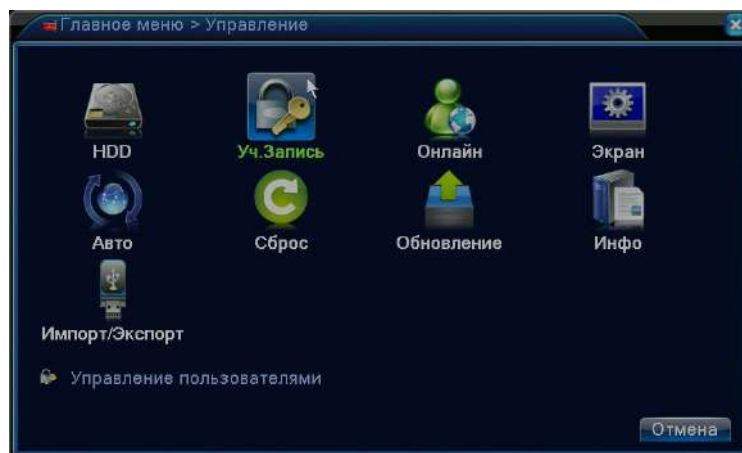 Главное меню > Управление
HDD Уч.Запись Онлайн Экран
Авто Сброс Обновление Инфо
Импорт/Экспорт
Управление пользователями
Отмена